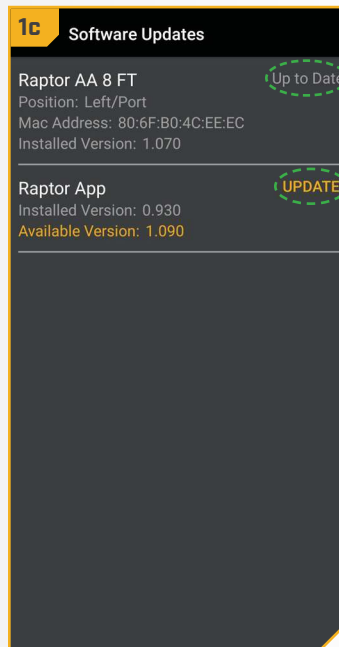 1c
Software Updates
Raptor AA 8 FT
Up to Date
Position: Left/Port
Mac Address: 80:6F:B0:4C:EE:EC
Installed Version: 1.070
Raptor App
UPDATE
Installed Version: 0.930
Available Version: 1.090